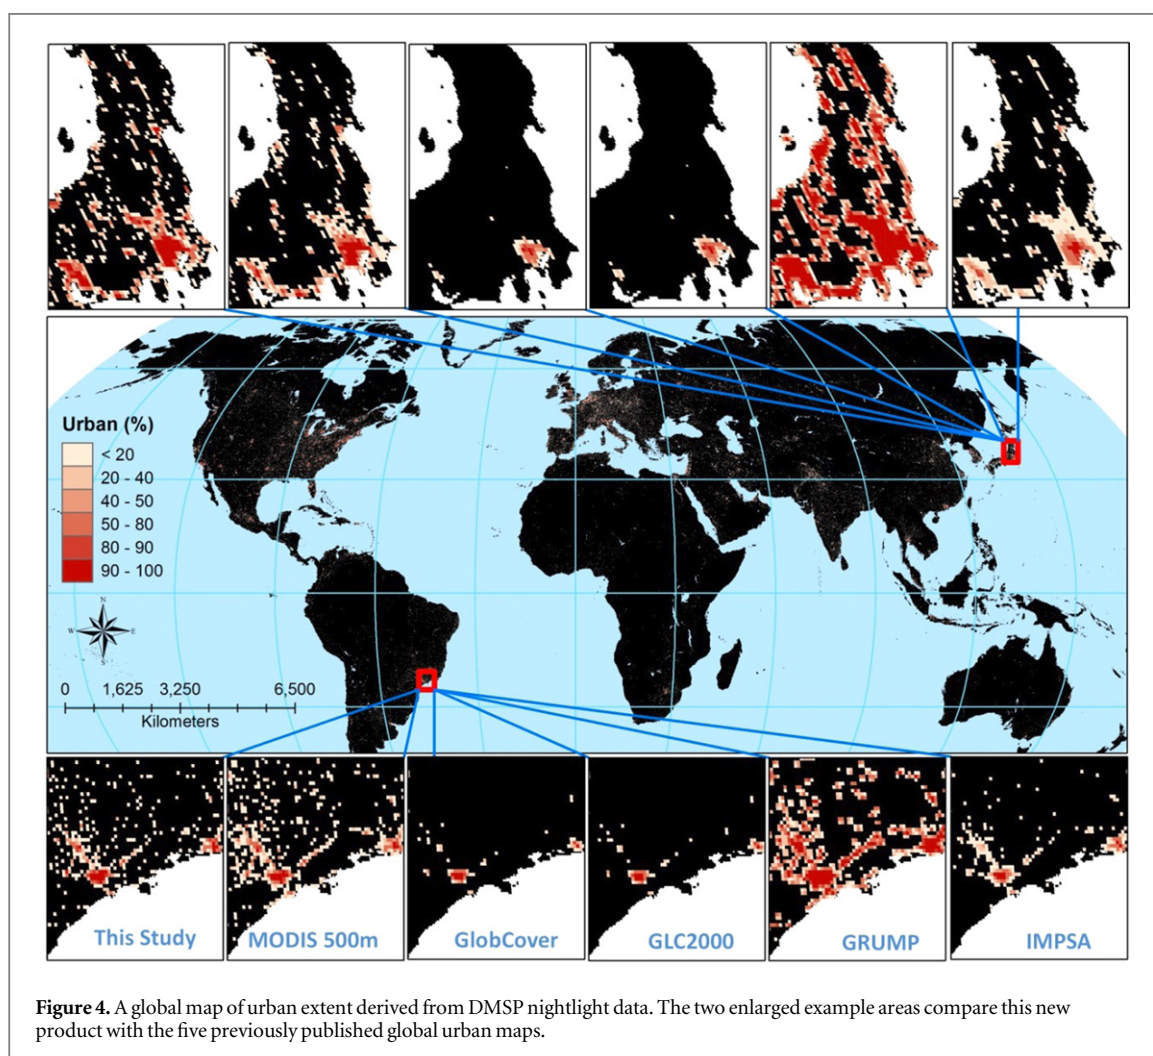 Urban (%)
< 20
20 - 40
40 - 50
50 - 80
80 - 90
90 - 100
N
W E
S
0 1,625 3,250 6,500
Kilometers
This Study MODIS 500m GlobCover GLC2000 GRUMP IMPSA
Figure 4. A global map of urban extent derived from DMSP nightlight data. The two enlarged example areas compare this new
product with the five previously published global urban maps.